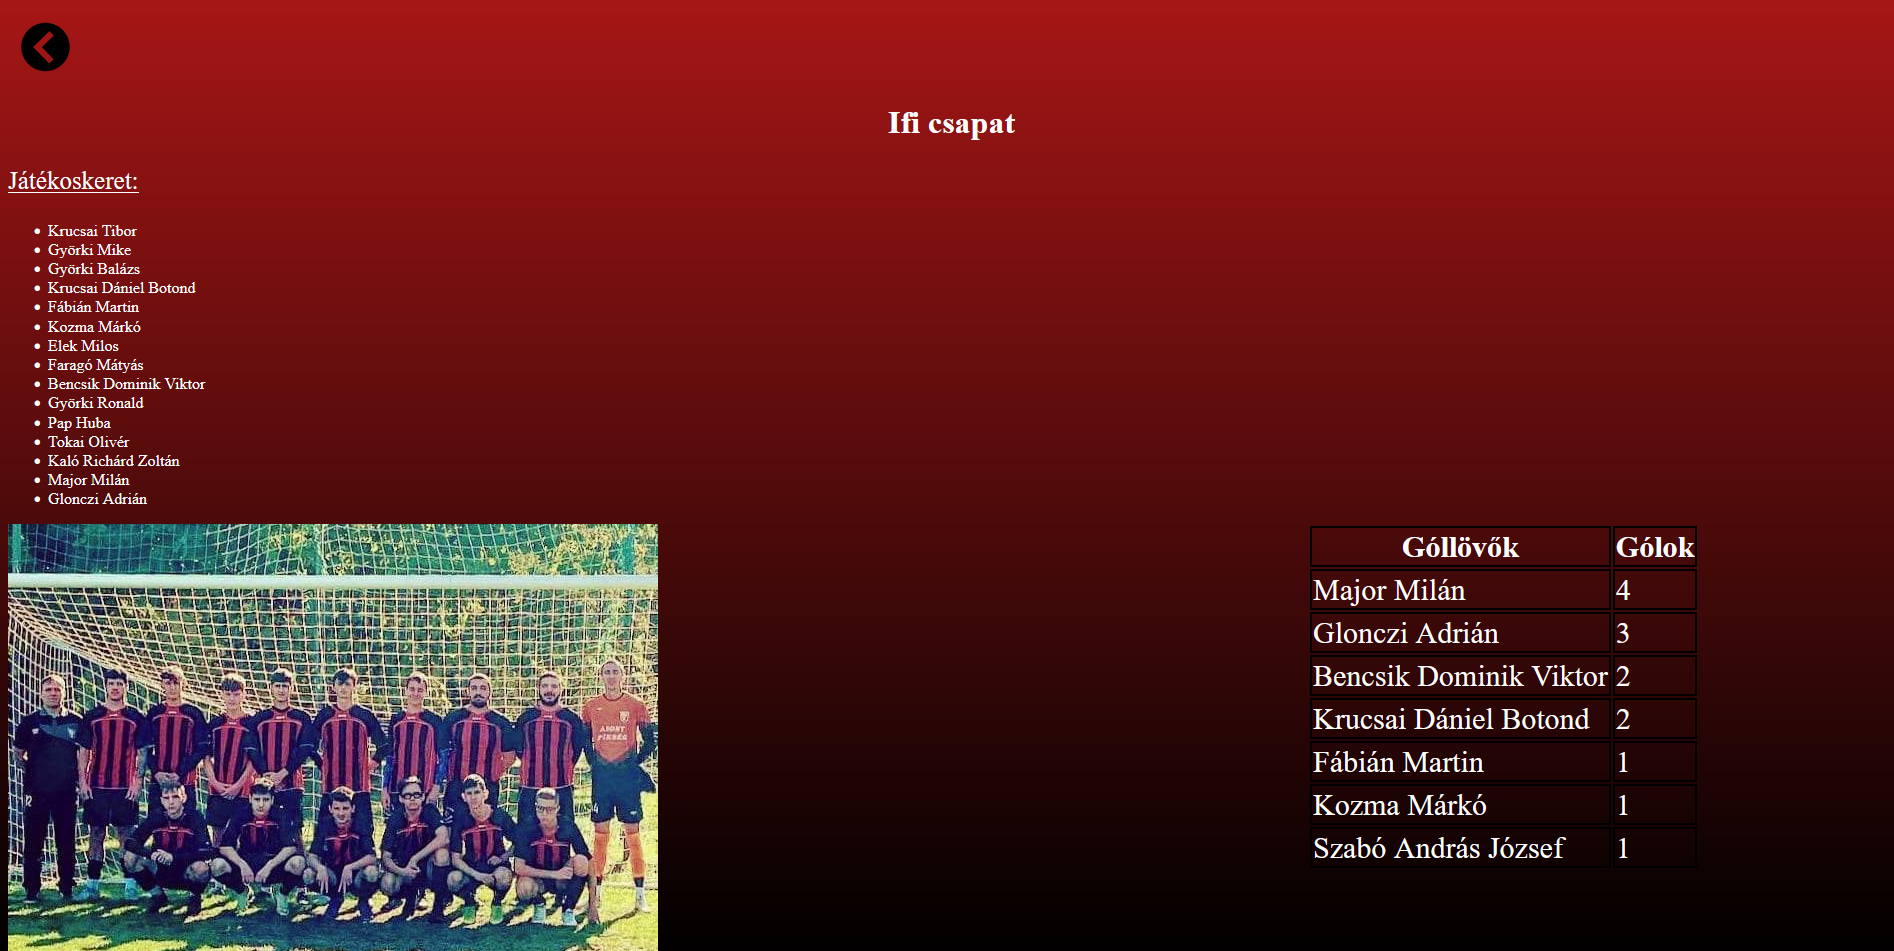 Ifi csapat
Játékoskeret:
Krucsai Tibor
Györki Mike
Györki Balázs
Krucsai Dániel Botond
Fábián Martin
Kozma Márkó
Elek Milos
Faragó Mátyás
Bencsik Dominik Viktor
Györki Ronald
Pap Huba
Tokai Olivér
Kaló Richárd Zoltán
Major Milán
Glonczi Adrián
ADONY
PIKSÉG
Góllövők Gólok
Major Milán 4
Glonczi Adrián 3
Bencsik Dominik Viktor 2
Krucsai Dániel Botond 2
Fábián Martin 1
Kozma Márkó 1
Szabó András József 1